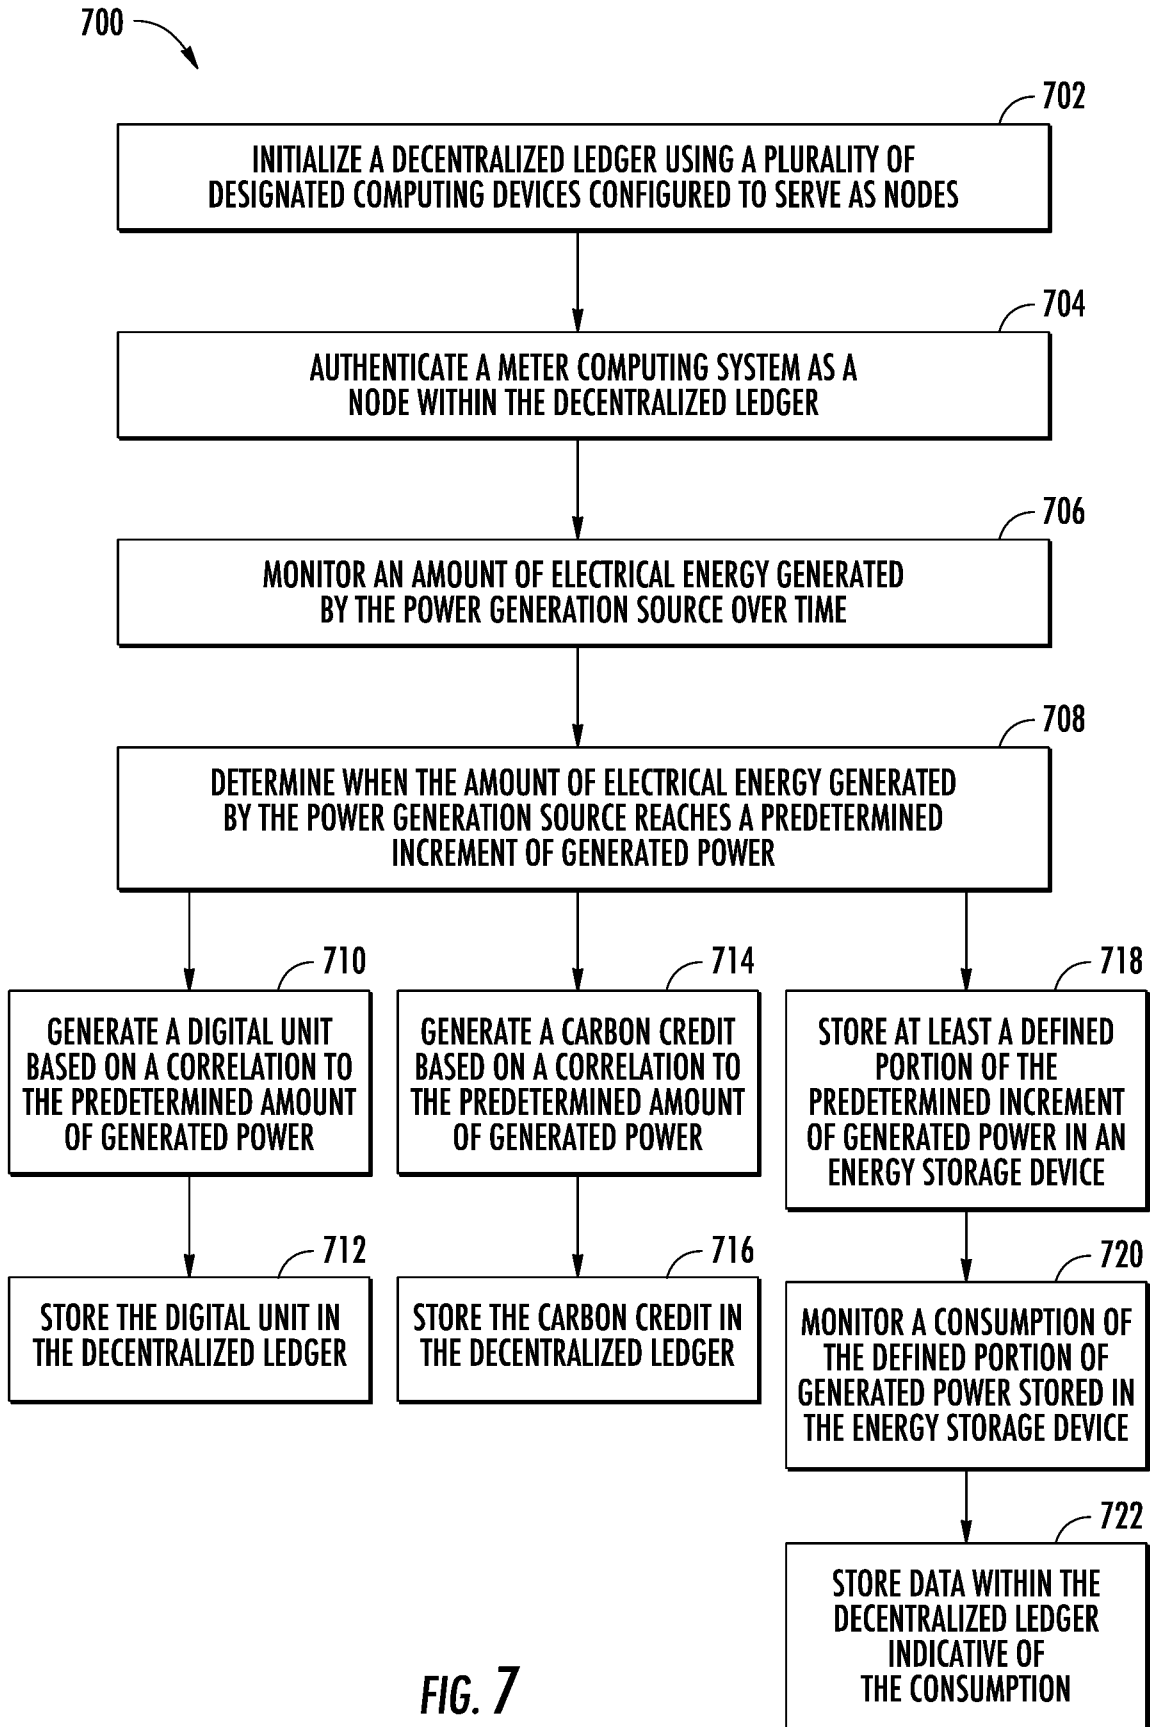 700
702
INITIALIZE A DECENTRALIZED LEDGER USING A PLURALITY OF
DESIGNATED COMPUTING DEVICES CONFIGURED TO SERVE AS NODES
704
AUTHENTICATE A METER COMPUTING SYSTEM AS A
NODE WITHIN THE DECENTRALIZED LEDGER
706
MONITOR AN AMOUNT OF ELECTRICAL ENERGY GENERATED
BY THE POWER GENERATION SOURCE OVER TIME
708
DETERMINE WHEN THE AMOUNT OF ELECTRICAL ENERGY GENERATED
BY THE POWER GENERATION SOURCE REACHES A PREDETERMINED
INCREMENT OF GENERATED POWER
710
GENERATE A DIGITAL UNIT
BASED ON A CORRELATION TO
THE PREDETERMINED AMOUNT
OF GENERATED POWER
712
STORE THE DIGITAL UNIT IN
THE DECENTRALIZED LEDGER
714
GENERATE A CARBON CREDIT
BASED ON A CORRELATION TO
THE PREDETERMINED AMOUNT
OF GENERATED POWER
716
STORE THE CARBON CREDIT IN
THE DECENTRALIZED LEDGER
718
STORE AT LEAST A DEFINED
PORTION OF THE
PREDETERMINED INCREMENT
OF GENERATED POWER IN AN
ENERGY STORAGE DEVICE
720
MONITOR A CONSUMPTION OF
THE DEFINED PORTION OF
GENERATED POWER STORED IN
THE ENERGY STORAGE DEVICE
722
STORE DATA WITHIN THE
DECENTRALIZED LEDGER
INDICATIVE OF
THE CONSUMPTION
FIG. 7